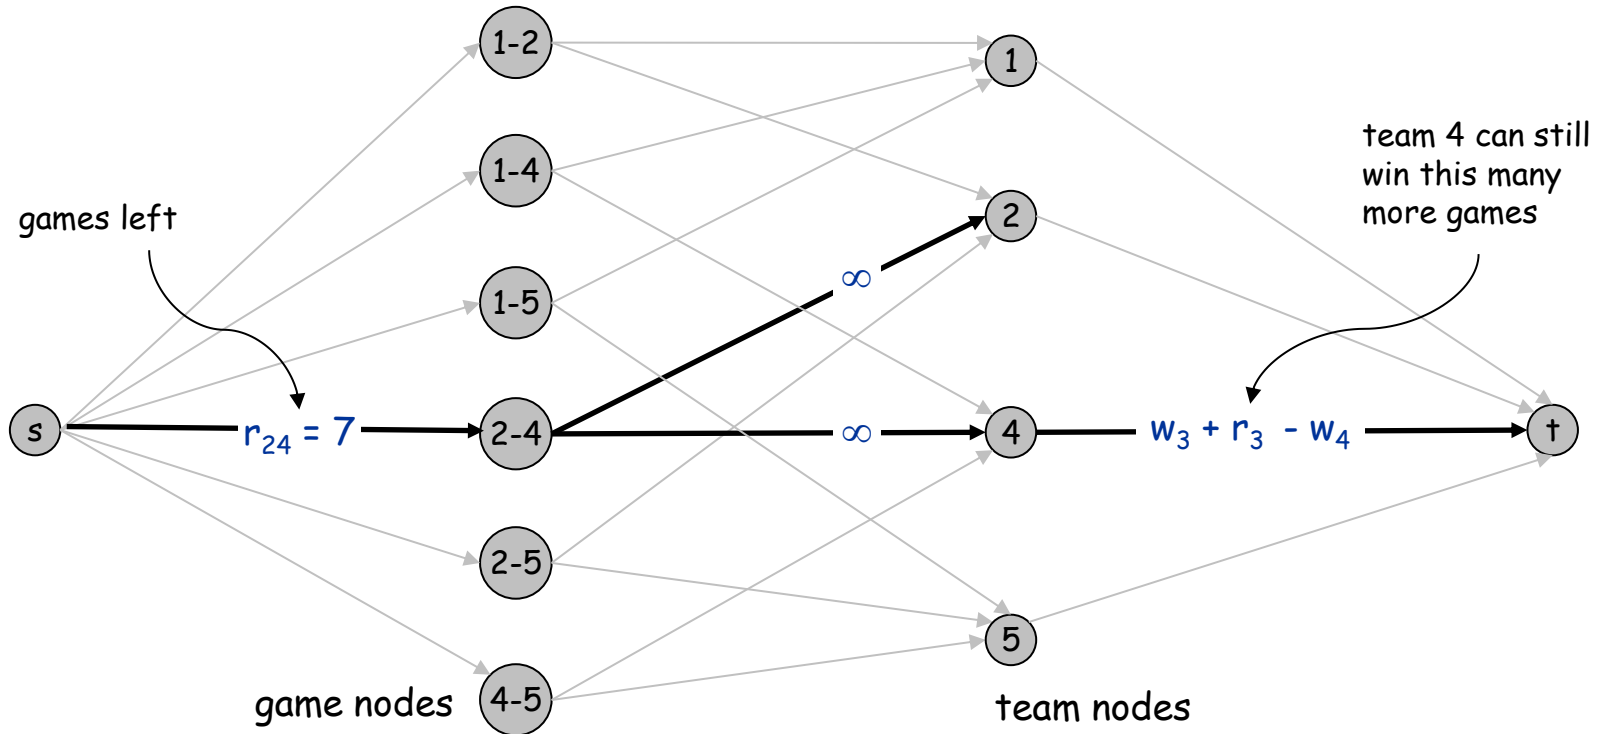 1-2
1
team 4 can still
win this many
more games
1-4
games left
2
∞
1-5
s
r24 = 7
2-4
∞
4
w3 + r3 - w4
t
2-5
5
4-5
game nodes
team nodes